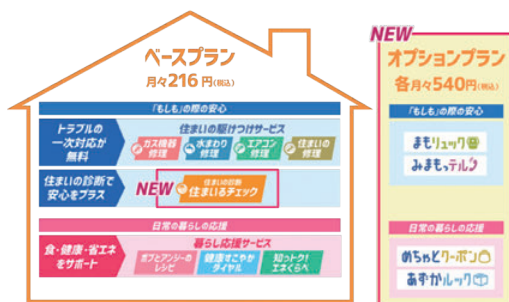 ベースプラン
月々216円(税込)
「もしも」の際の安心
トラブルの
一次対応が
無料
住まいの駆けつけサービス
ガス機器
修理
水まわり
修理
エアコン
修理
住まいの
修理
住まいの診断で
安心をプラス
NEW
住まいの診断
住まいるチェック
日常の暮らしの応援
食・健康・省エネ
をサポート
暮らし応援サービス
ボブとアンジーの
レシピ
健康すこやか
ダイヤル
知っトク!
エネくらべ
NEW
オプションプラン
各月々540円(税込)
「もしも」の際の安心
まもリュック
みまもっテル
日常の暮らしの応援
めちゃとクーポン
あずかルック